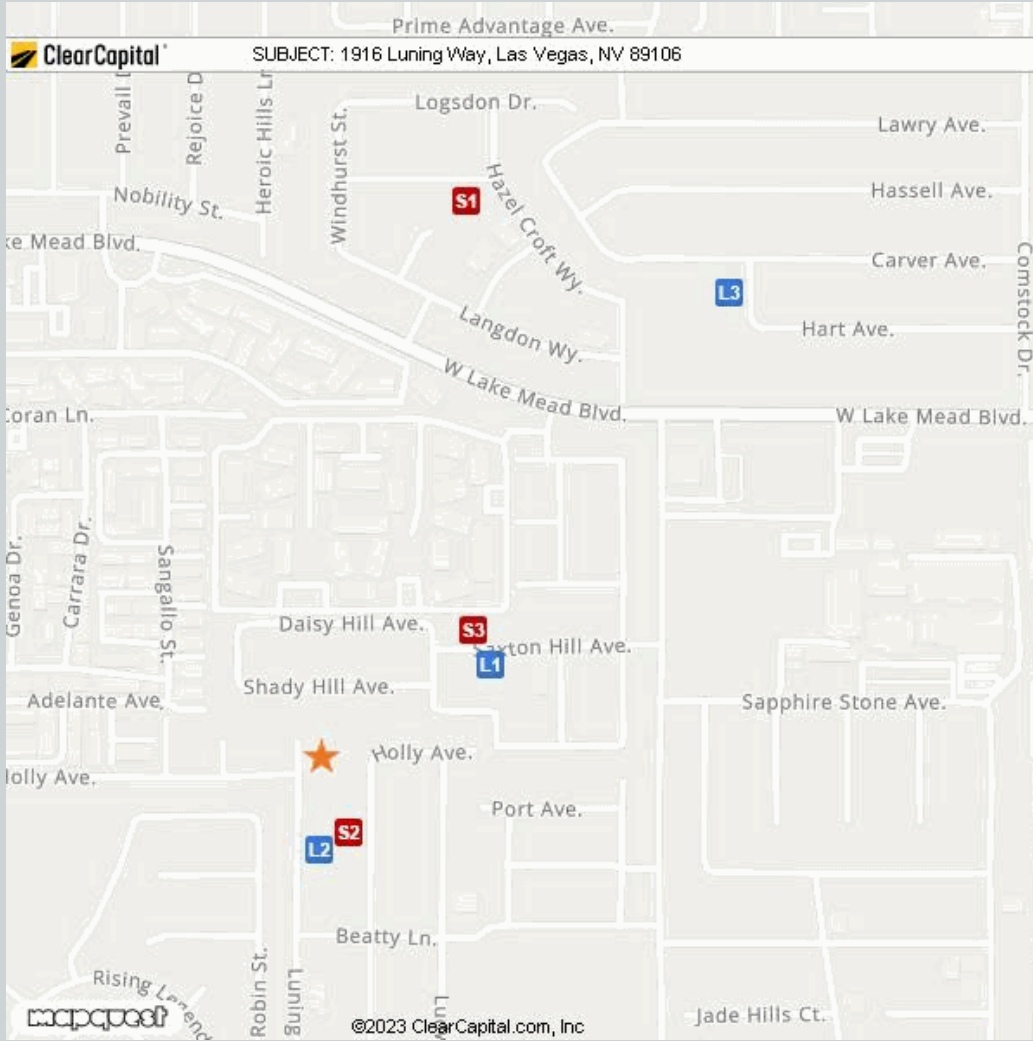 Prime Advantage Ave.
ClearCapital
SUBJECT: 1916 Luning Way, Las Vegas, NV 89106
Prevail D
Rejoice D
Heroic Hills Ln
Windhurst St.
Logsdon Dr.
Lawry Ave.
Nobility St.
S1
Hazel Croft Wy.
Hassell Ave.
ke Mead Blvd.
Carver Ave.
Comstock Dr.
L3
Langdon Wy.
Hart Ave.
W Lake Mead Blvd.
W Lake Mead Blvd.
Coran Ln.
Genoa Dr.
Carrara Dr.
Sangallo St.
Daisy Hill Ave.
S3
Saxton Hill Ave.
L1
Shady Hill Ave.
Adelante Ave.
Sapphire Stone Ave.
Holly Ave.
Holly Ave.
Port Ave.
S2
L2
Beatty Ln.
Robin St.
Luning
Rising Legend
Jade Hills Ct.
mapquest
©2023 ClearCapital.com, Inc